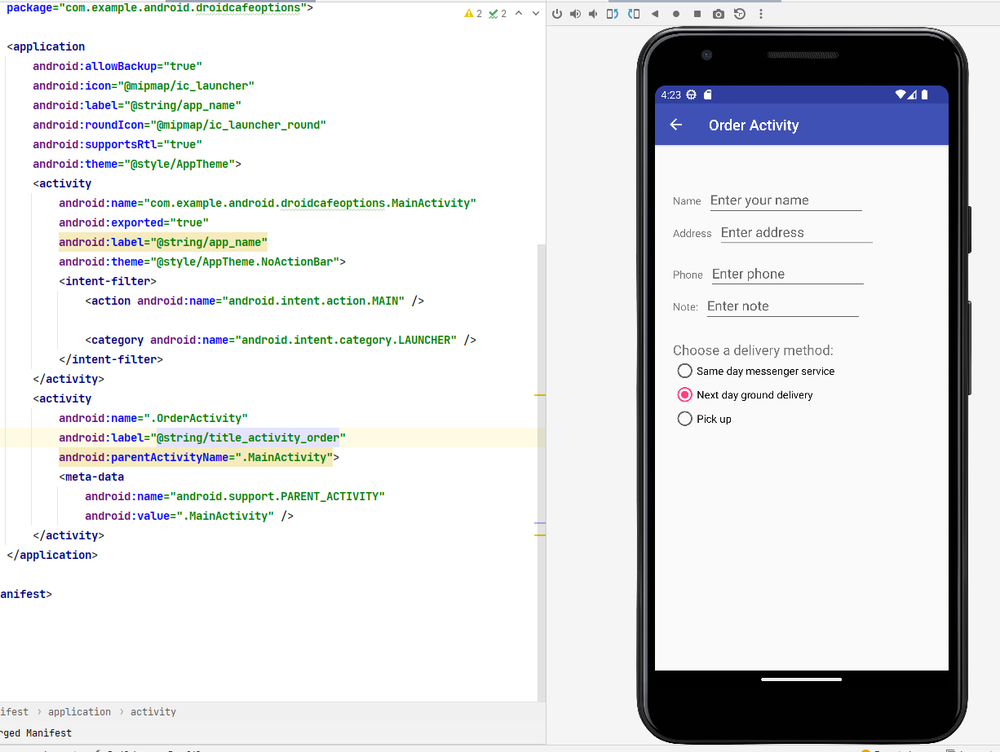 package="com.example.android.droidcafeoptions">
2 2
<application
android:allowBackup="true"
android:icon="@mipmap/ic_launcher"
android:label="@string/app_name"
android:roundIcon="@mipmap/ic_launcher_round"
android:supportsRtl="true"
android:theme="@style/AppTheme">
<activity
android:name="com.example.android.droidcafeoptions.MainActivity"
android:exported="true"
android:label="@string/app_name"
android:theme="@style/AppTheme.NoActionBar">
<intent-filter>
<action android:name="android.intent.action.MAIN" />
<category android:name="android.intent.category.LAUNCHER" />
</intent-filter>
</activity>
<activity
android:name=".OrderActivity"
android:label="@string/title_activity_order"
android:parentActivityName=".MainActivity">
<meta-data
android:name="android.support.PARENT_ACTIVITY"
android:value=".MainActivity" />
</activity>
</application>
anifest>
ifest › application › activity
rged Manifest
4:23
Order Activity
Name Enter your name
Address Enter address
Phone Enter phone
Note: Enter note
Choose a delivery method:
Same day messenger service
Next day ground delivery
Pick up